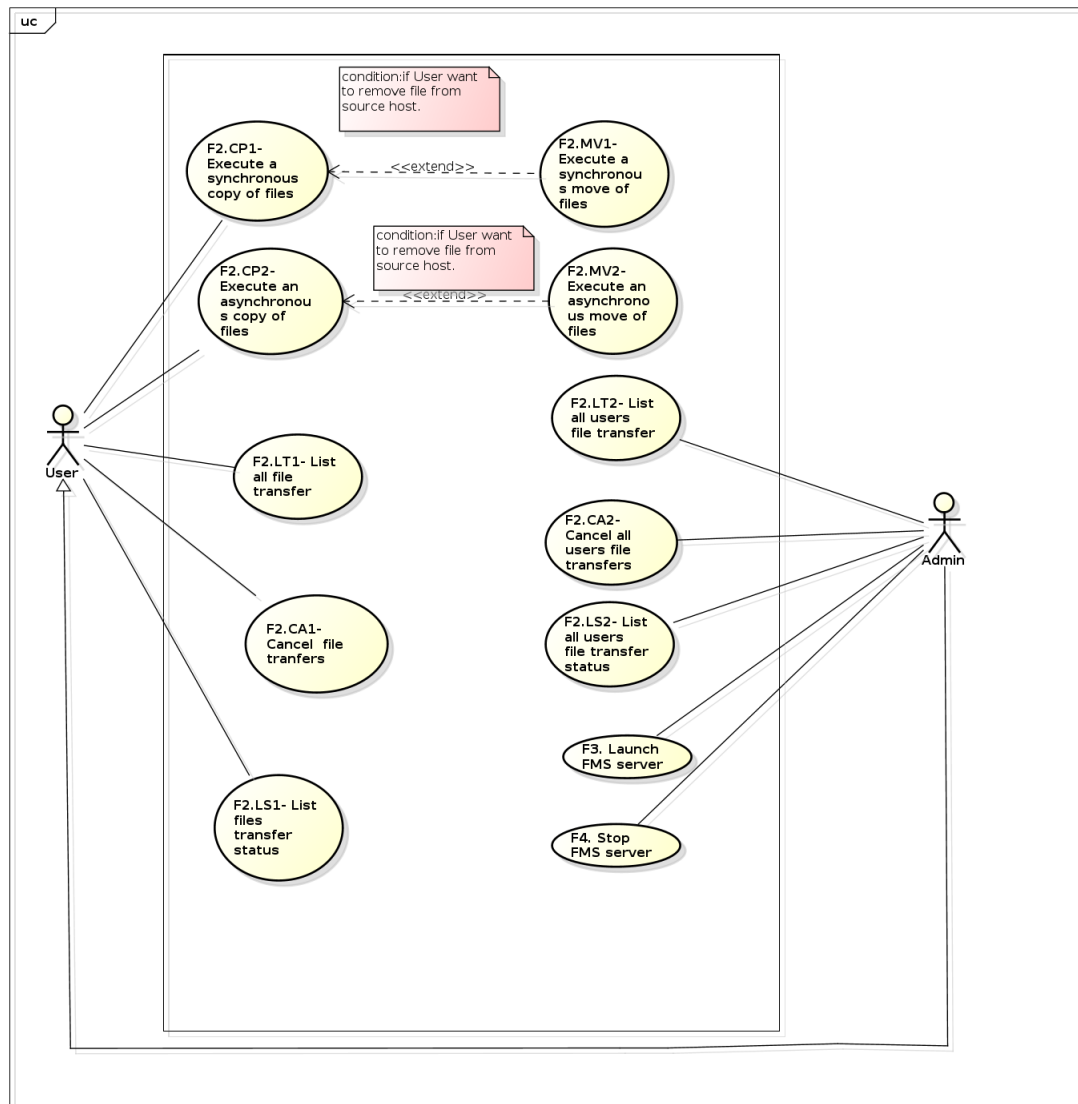 uc
condition:if User want
to remove file from
source host.
F2.CP1-
Execute a
synchronous
copy of files
<<extend>>
F2.MV1-
Execute a
synchronou
s move of
files
condition:if User want
to remove file from
source host.
F2.CP2-
Execute an
asynchronou
s copy of
files
<<extend>>
F2.MV2-
Execute an
asynchrono
us move of
files
F2.LT2- List
all users
file transfer
User
F2.LT1- List
all file
transfer
F2.CA2-
Cancel all
users file
transfers
Admin
F2.CA1-
Cancel  file
tranfers
F2.LS2- List
all users
file transfer
status
F3. Launch
FMS server
F2.LS1- List
files
transfer
status
F4. Stop
FMS server